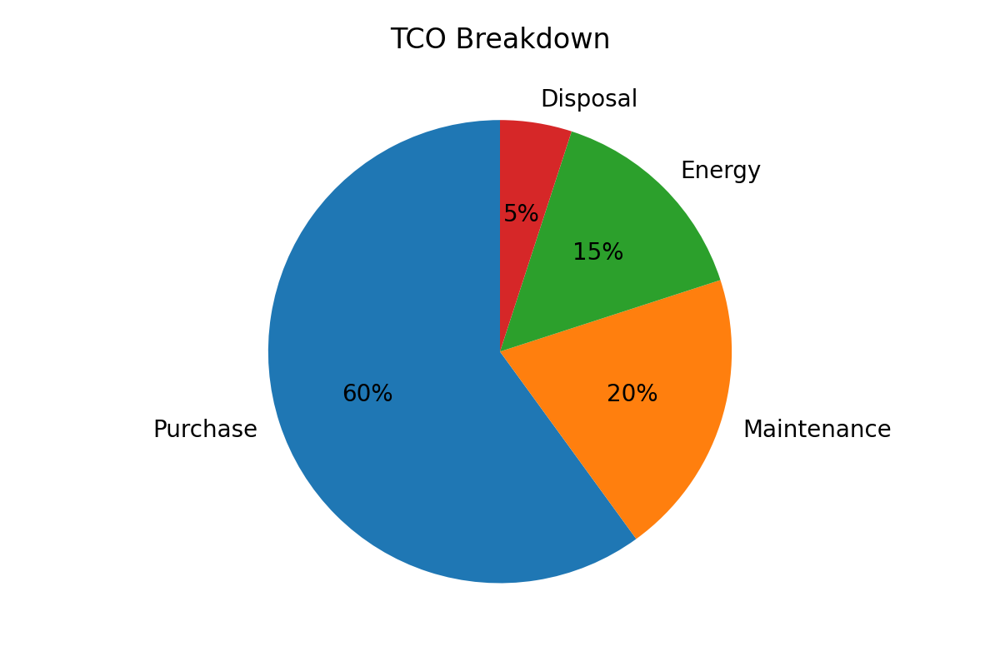 TCO Breakdown
Disposal
Energy
5%
15%
60%
20%
Purchase
Maintenance